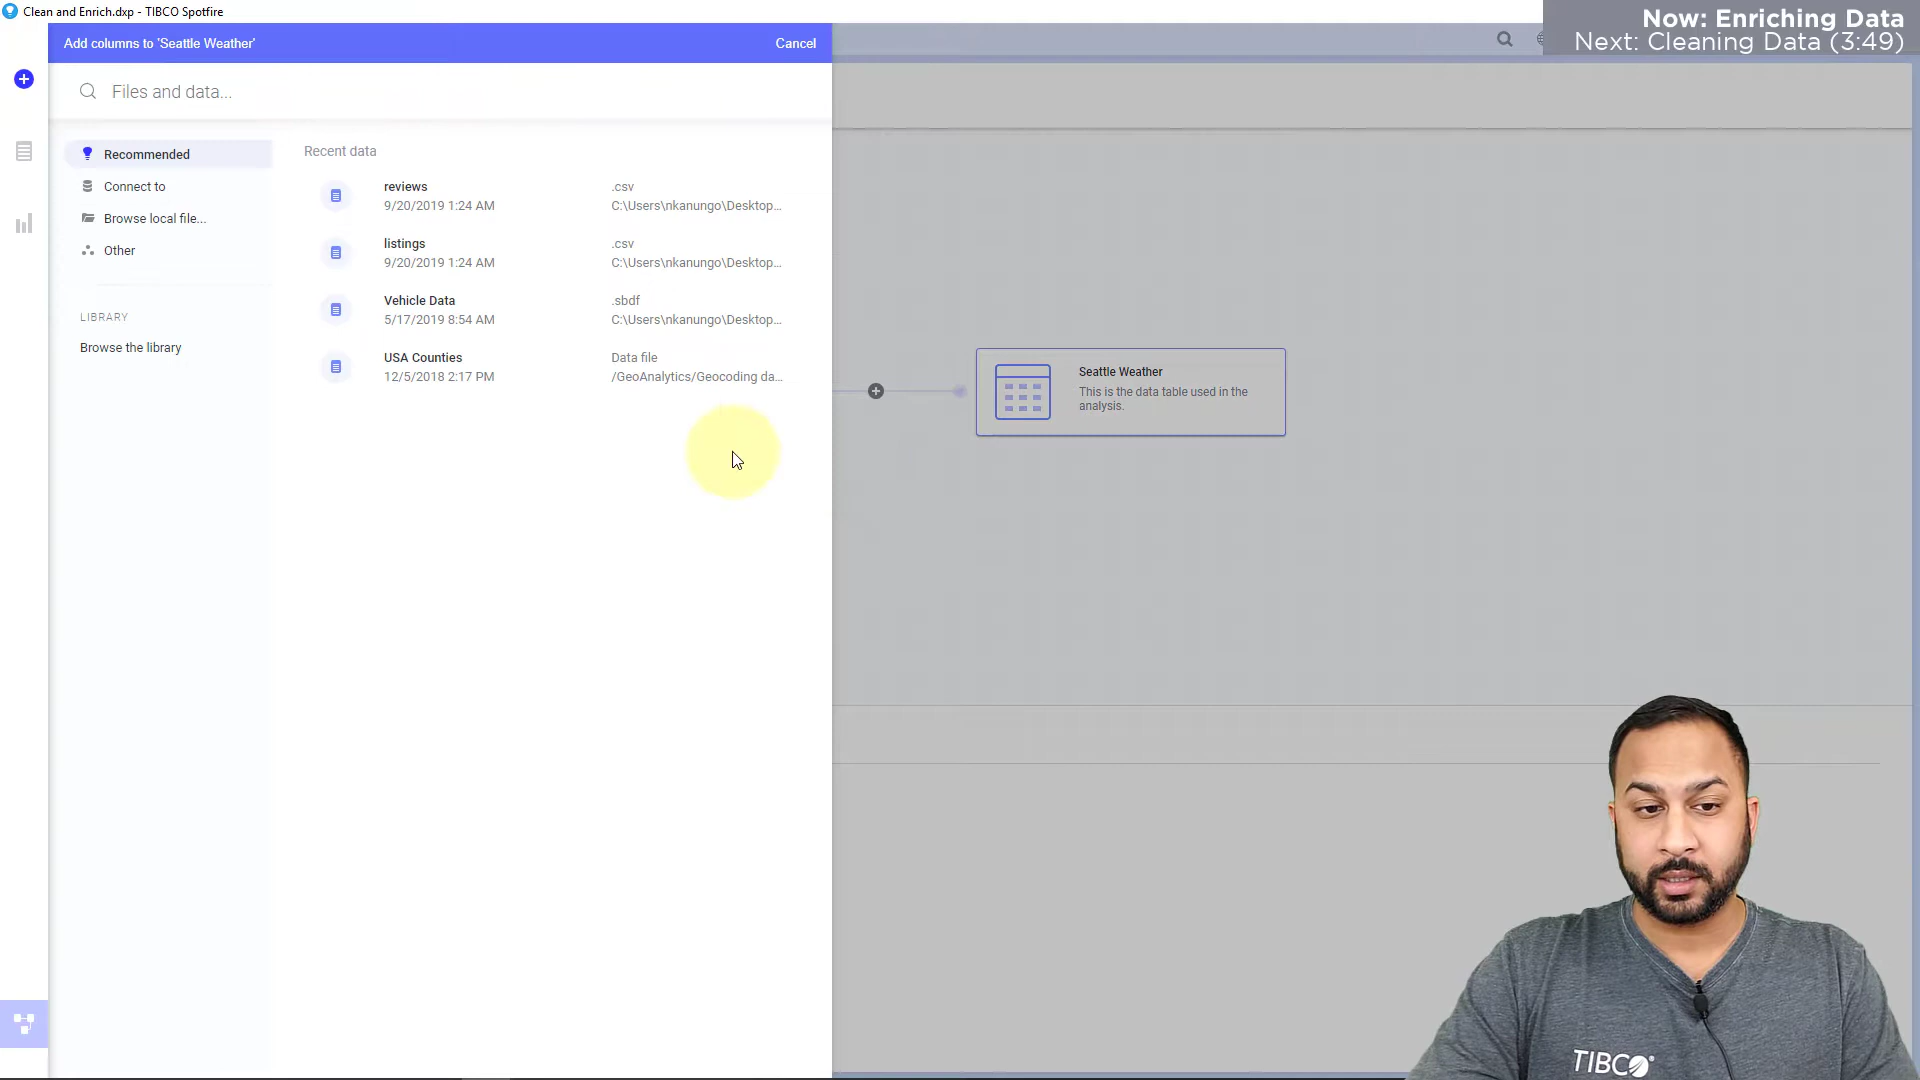 Clean and Enrich.dxp - TIBCO Spotfire
Now: Enriching Data
Next: Cleaning Data (3:49)
Add columns to 'Seattle Weather'
Cancel
Files and data...
Recommended
Connect to
Browse local file...
Other
LIBRARY
Browse the library
Recent data
reviews
.csv
9/20/2019 1:24 AM
C:\Users\nkanungo\Desktop...
listings
.csv
9/20/2019 1:24 AM
C:\Users\nkanungo\Desktop...
Vehicle Data
.sbdf
5/17/2019 8:54 AM
C:\Users\nkanungo\Desktop...
USA Counties
Data file
12/5/2018 2:17 PM
/GeoAnalytics/Geocoding da...
Seattle Weather
This is the data table used in the
analysis.
TIBCO